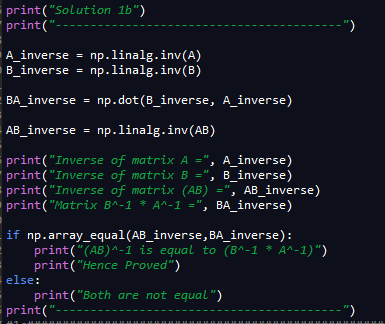 print("Solution 1b")
print("----------------------------------------")
A_inverse = np.linalg.inv(A)
B_inverse = np.linalg.inv(B)
BA_inverse = np.dot(B_inverse, A_inverse)
AB_inverse = np.linalg.inv(AB)
print("Inverse of matrix A =", A_inverse)
print("Inverse of matrix B =", B_inverse)
print("Inverse of matrix (AB) =", AB_inverse)
print("Matrix B^-1 * A^-1 =", BA_inverse)
if np.array_equal(AB_inverse,BA_inverse):
    print("(AB)^-1 is equal to (B^-1 * A^-1)")
    print("Hence Proved")
else:
    print("Both are not equal")
print("----------------------------------------")